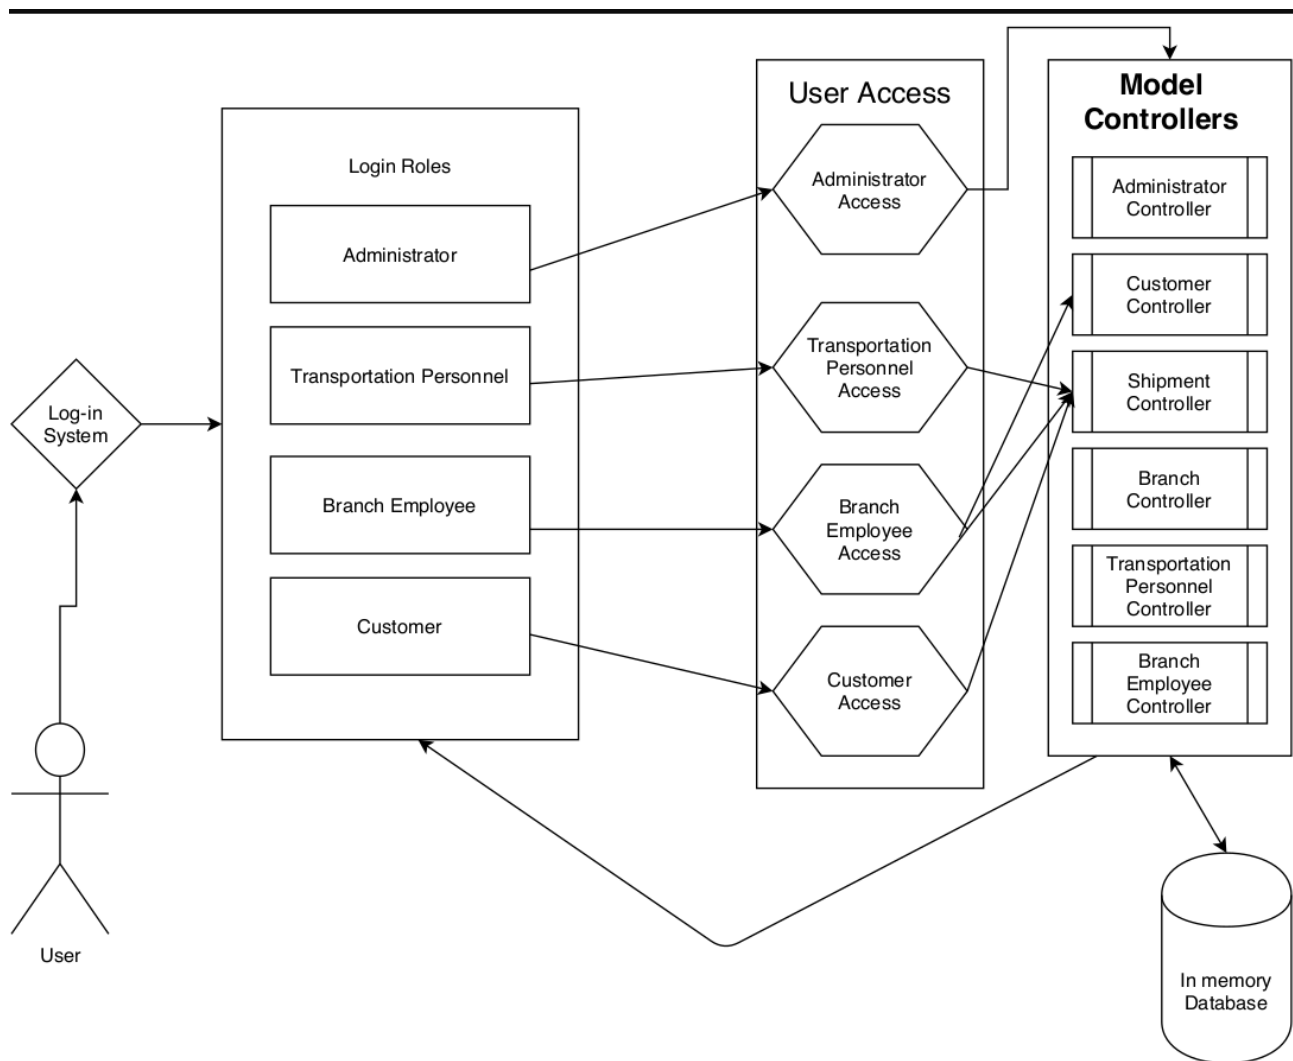 User Access
Model
Controllers
Login Roles
Administrator
Transportation Personnel
Branch Employee
Customer
Log-in
System
User
Administrator
Access
Transportation
Personnel
Access
Branch
Employee
Access
Customer
Access
Administrator
Controller
Customer
Controller
Shipment
Controller
Branch
Controller
Transportation
Personnel
Controller
Branch
Employee
Controller
In memory
Database